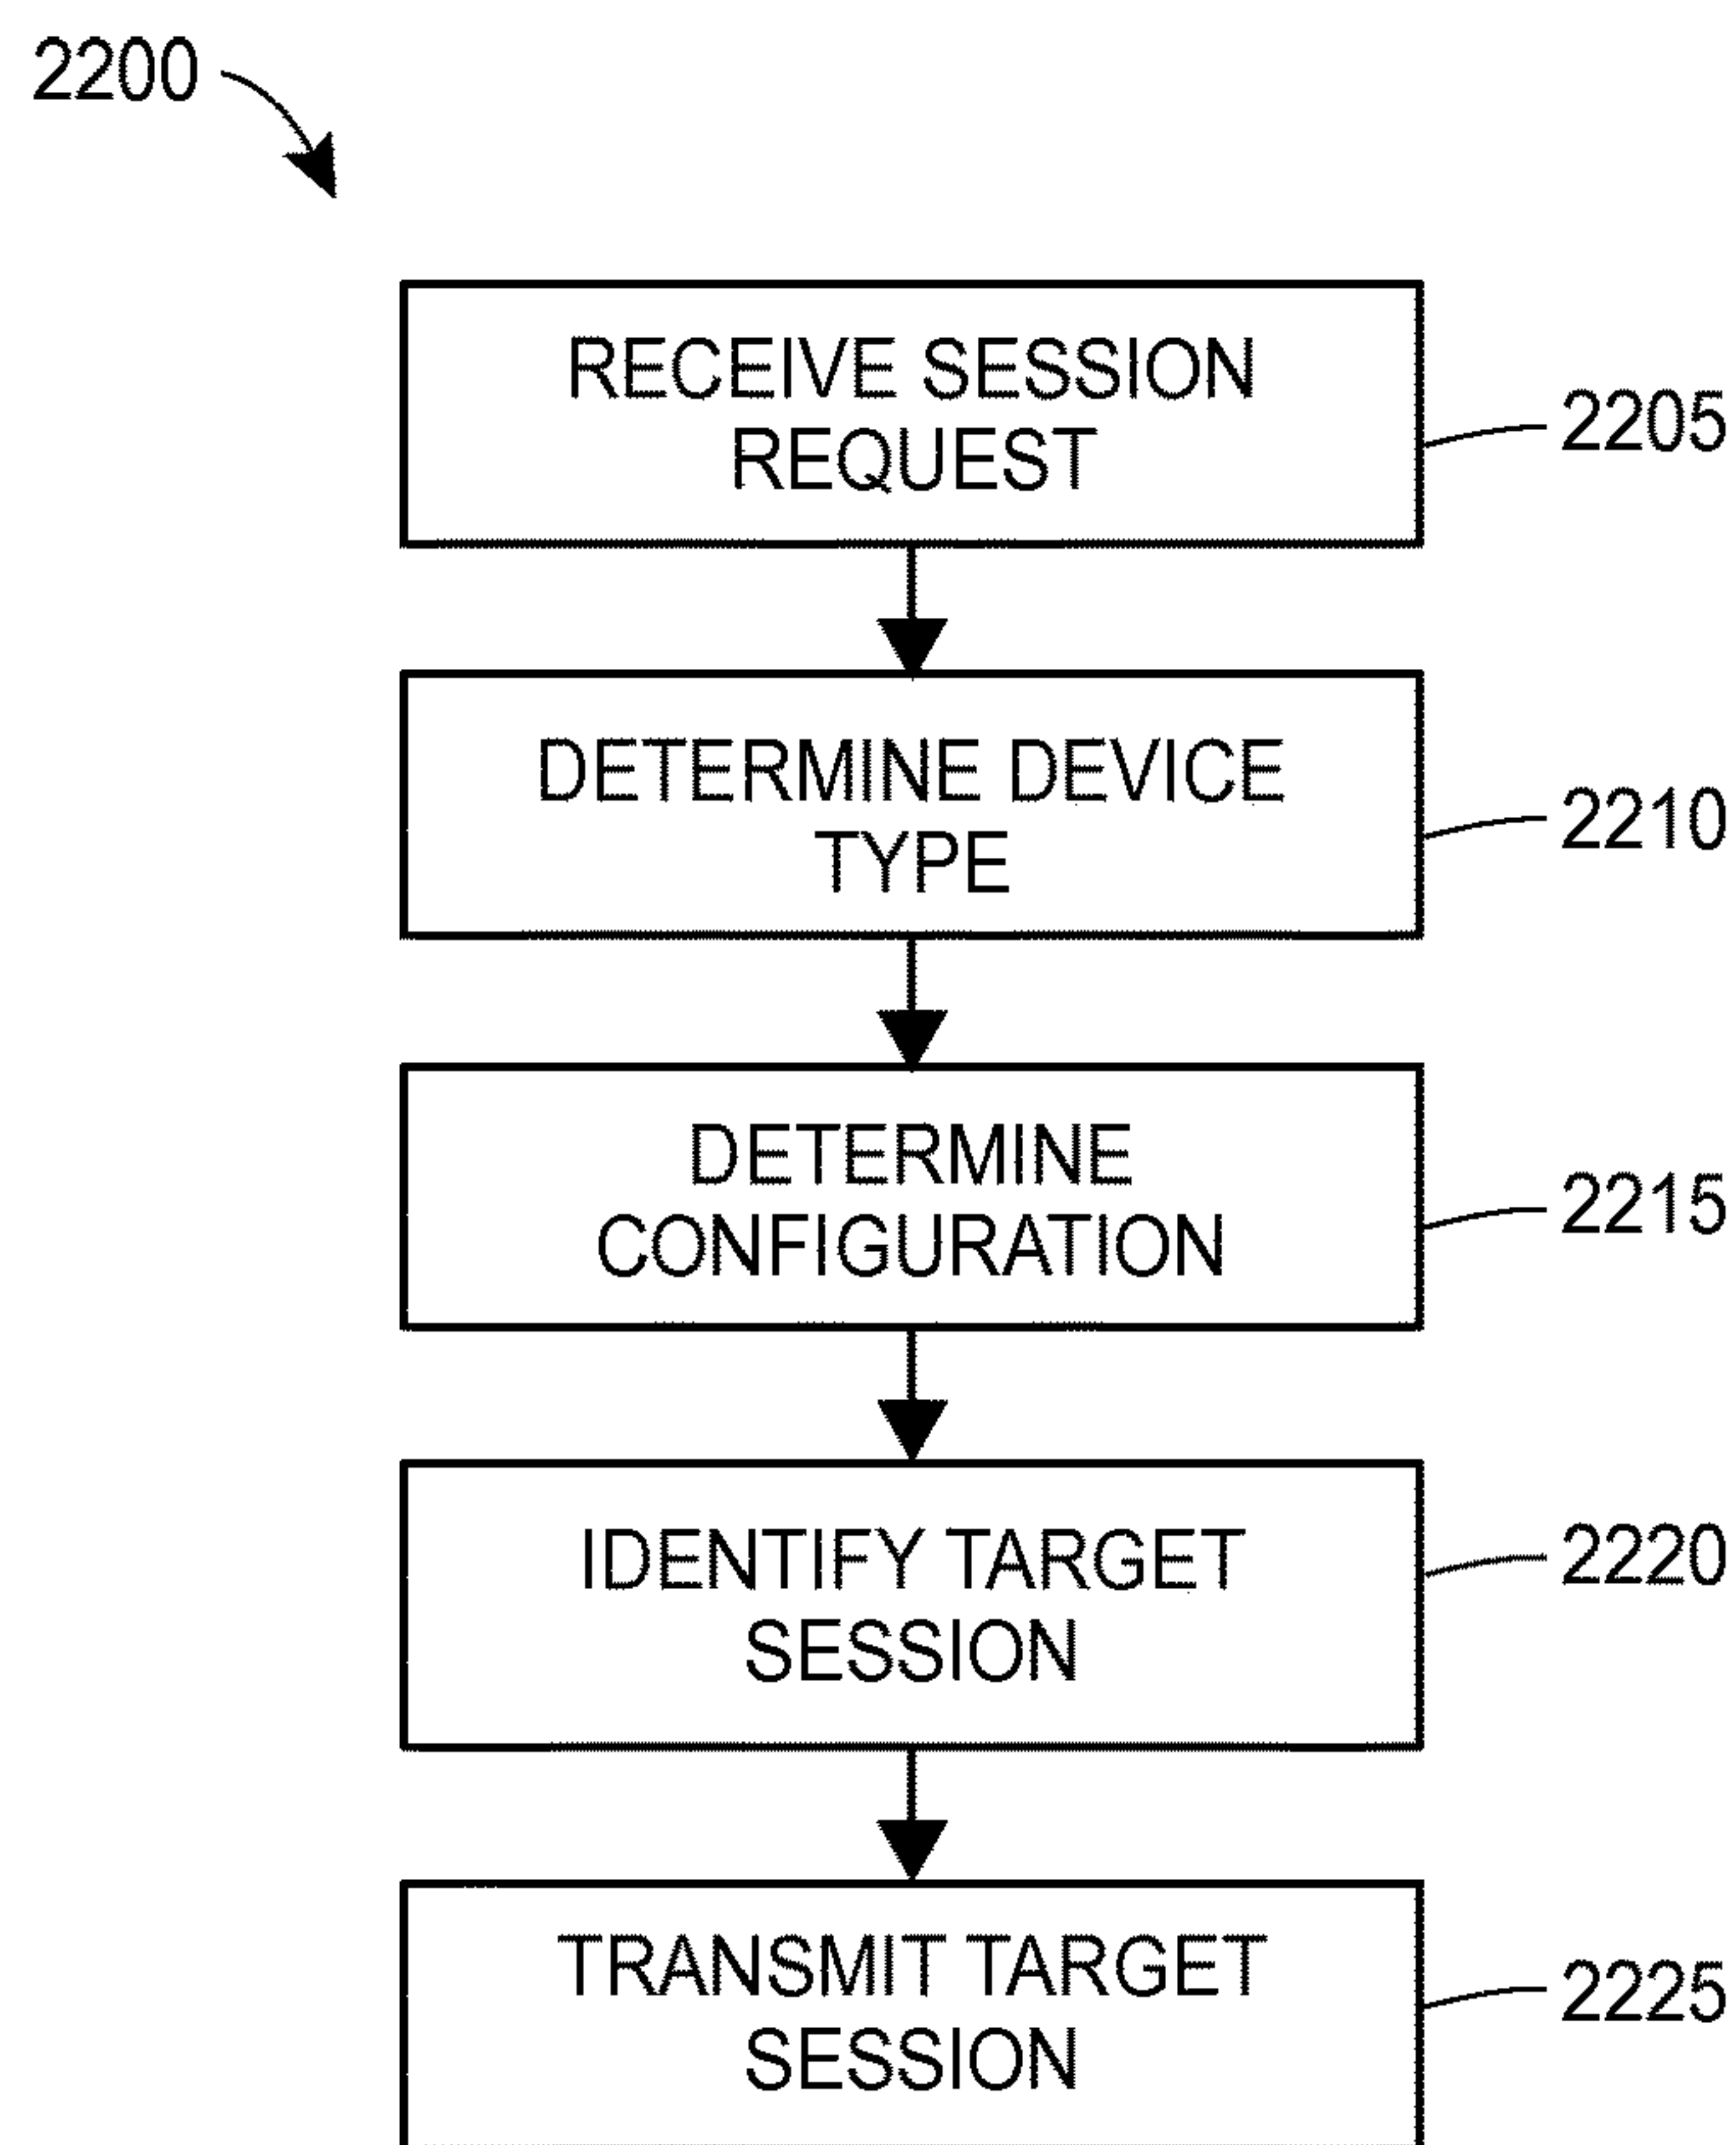 2200
RECEIVE SESSION
REQUEST
2205
DETERMINE DEVICE
TYPE
2210
DETERMINE
CONFIGURATION
2215
IDENTIFY TARGET
SESSION
2220
TRANSMIT TARGET
SESSION
2225